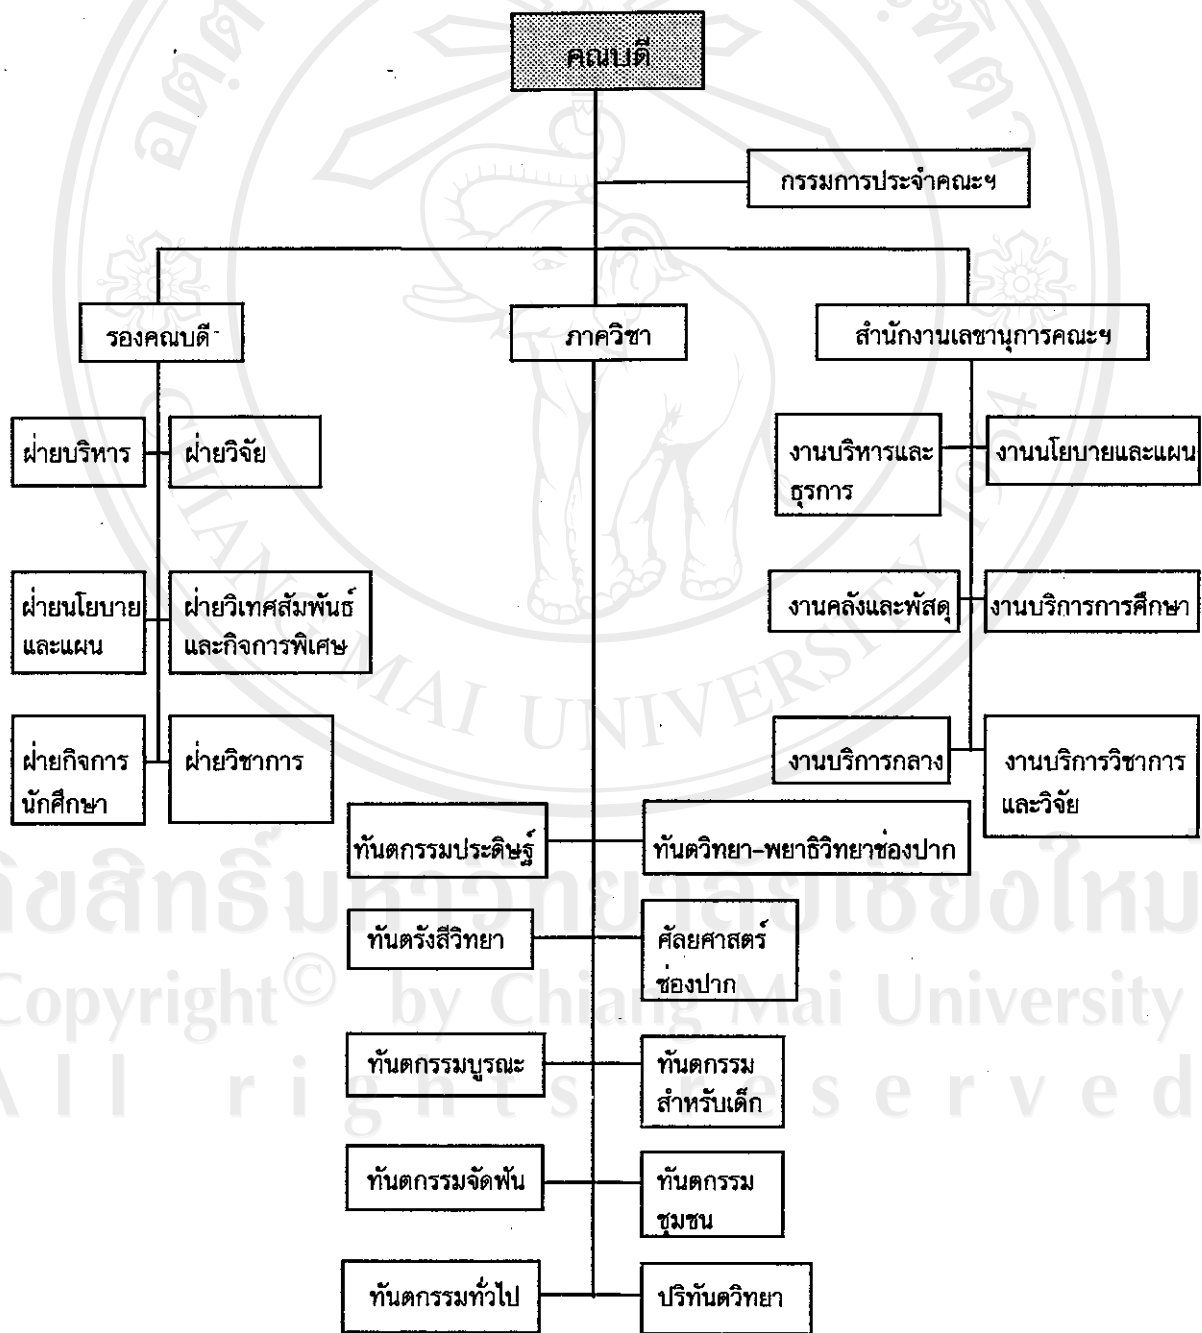 คณบดี
กรรมการประจำคณะฯ
รองคณบดี
ภาควิชา
สำนักงานเลขานุการคณะฯ
ฝ่ายบริหาร
ฝ่ายวิจัย
งานบริหารและ
ธุรการ
งานนโยบายและแผน
ฝ่ายนโยบาย
และแผน
ฝ่ายวิเทศสัมพันธ์
และกิจการพิเศษ
งานคลังและพัสดุ
งานบริการการศึกษา
ฝ่ายกิจการ
นักศึกษา
ฝ่ายวิชาการ
งานบริการกลาง
งานบริการวิชาการ
และวิจัย
ทันตกรรมประดิษฐ์
ทันตวิทยา-พยาธิวิทยาช่องปาก
ทันตรังสีวิทยา
ศัลยศาสตร์
ช่องปาก
ทันตกรรมบูรณะ
ทันตกรรม
สำหรับเด็ก
ทันตกรรมจัดฟัน
ทันตกรรม
ชุมชน
ทันตกรรมทั่วไป
ปริทันตวิทยา
CHIANG MAI UNIVERSITY 1964
ลิขสิทธิ์มหาวิทยาลัยเชียงใหม่
Copyright© by Chiang Mai University
All rights reserved